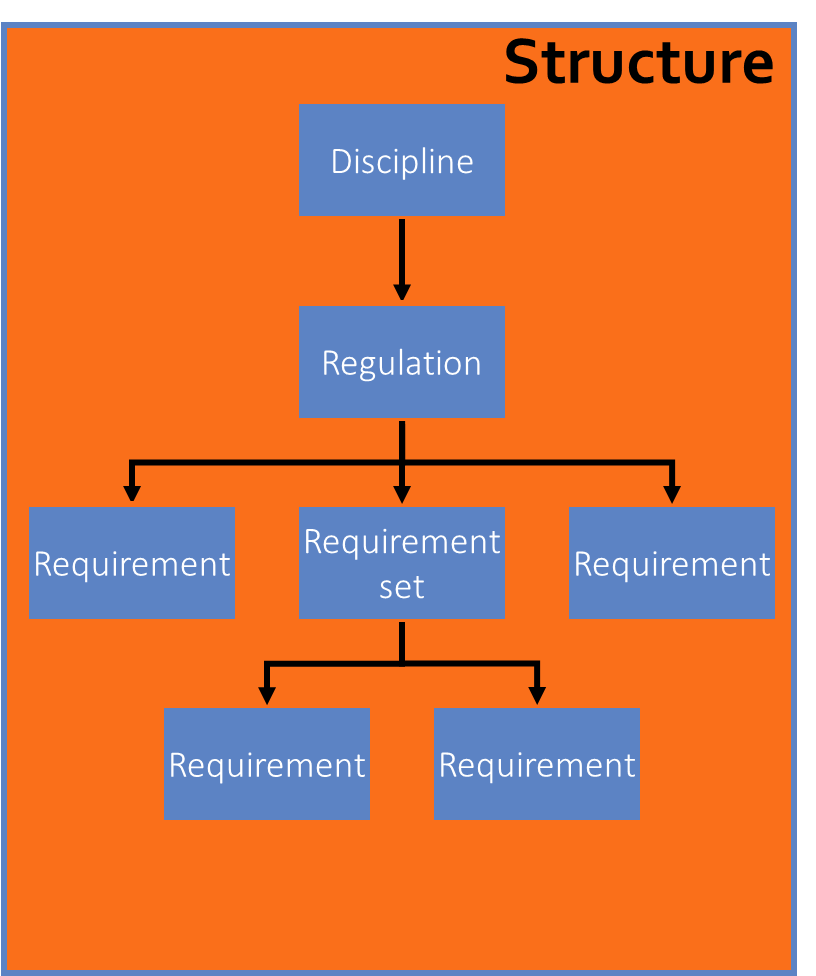 Structure
Discipline
Regulation
Requirement
Requirement
set
Requirement
Requirement
Requirement